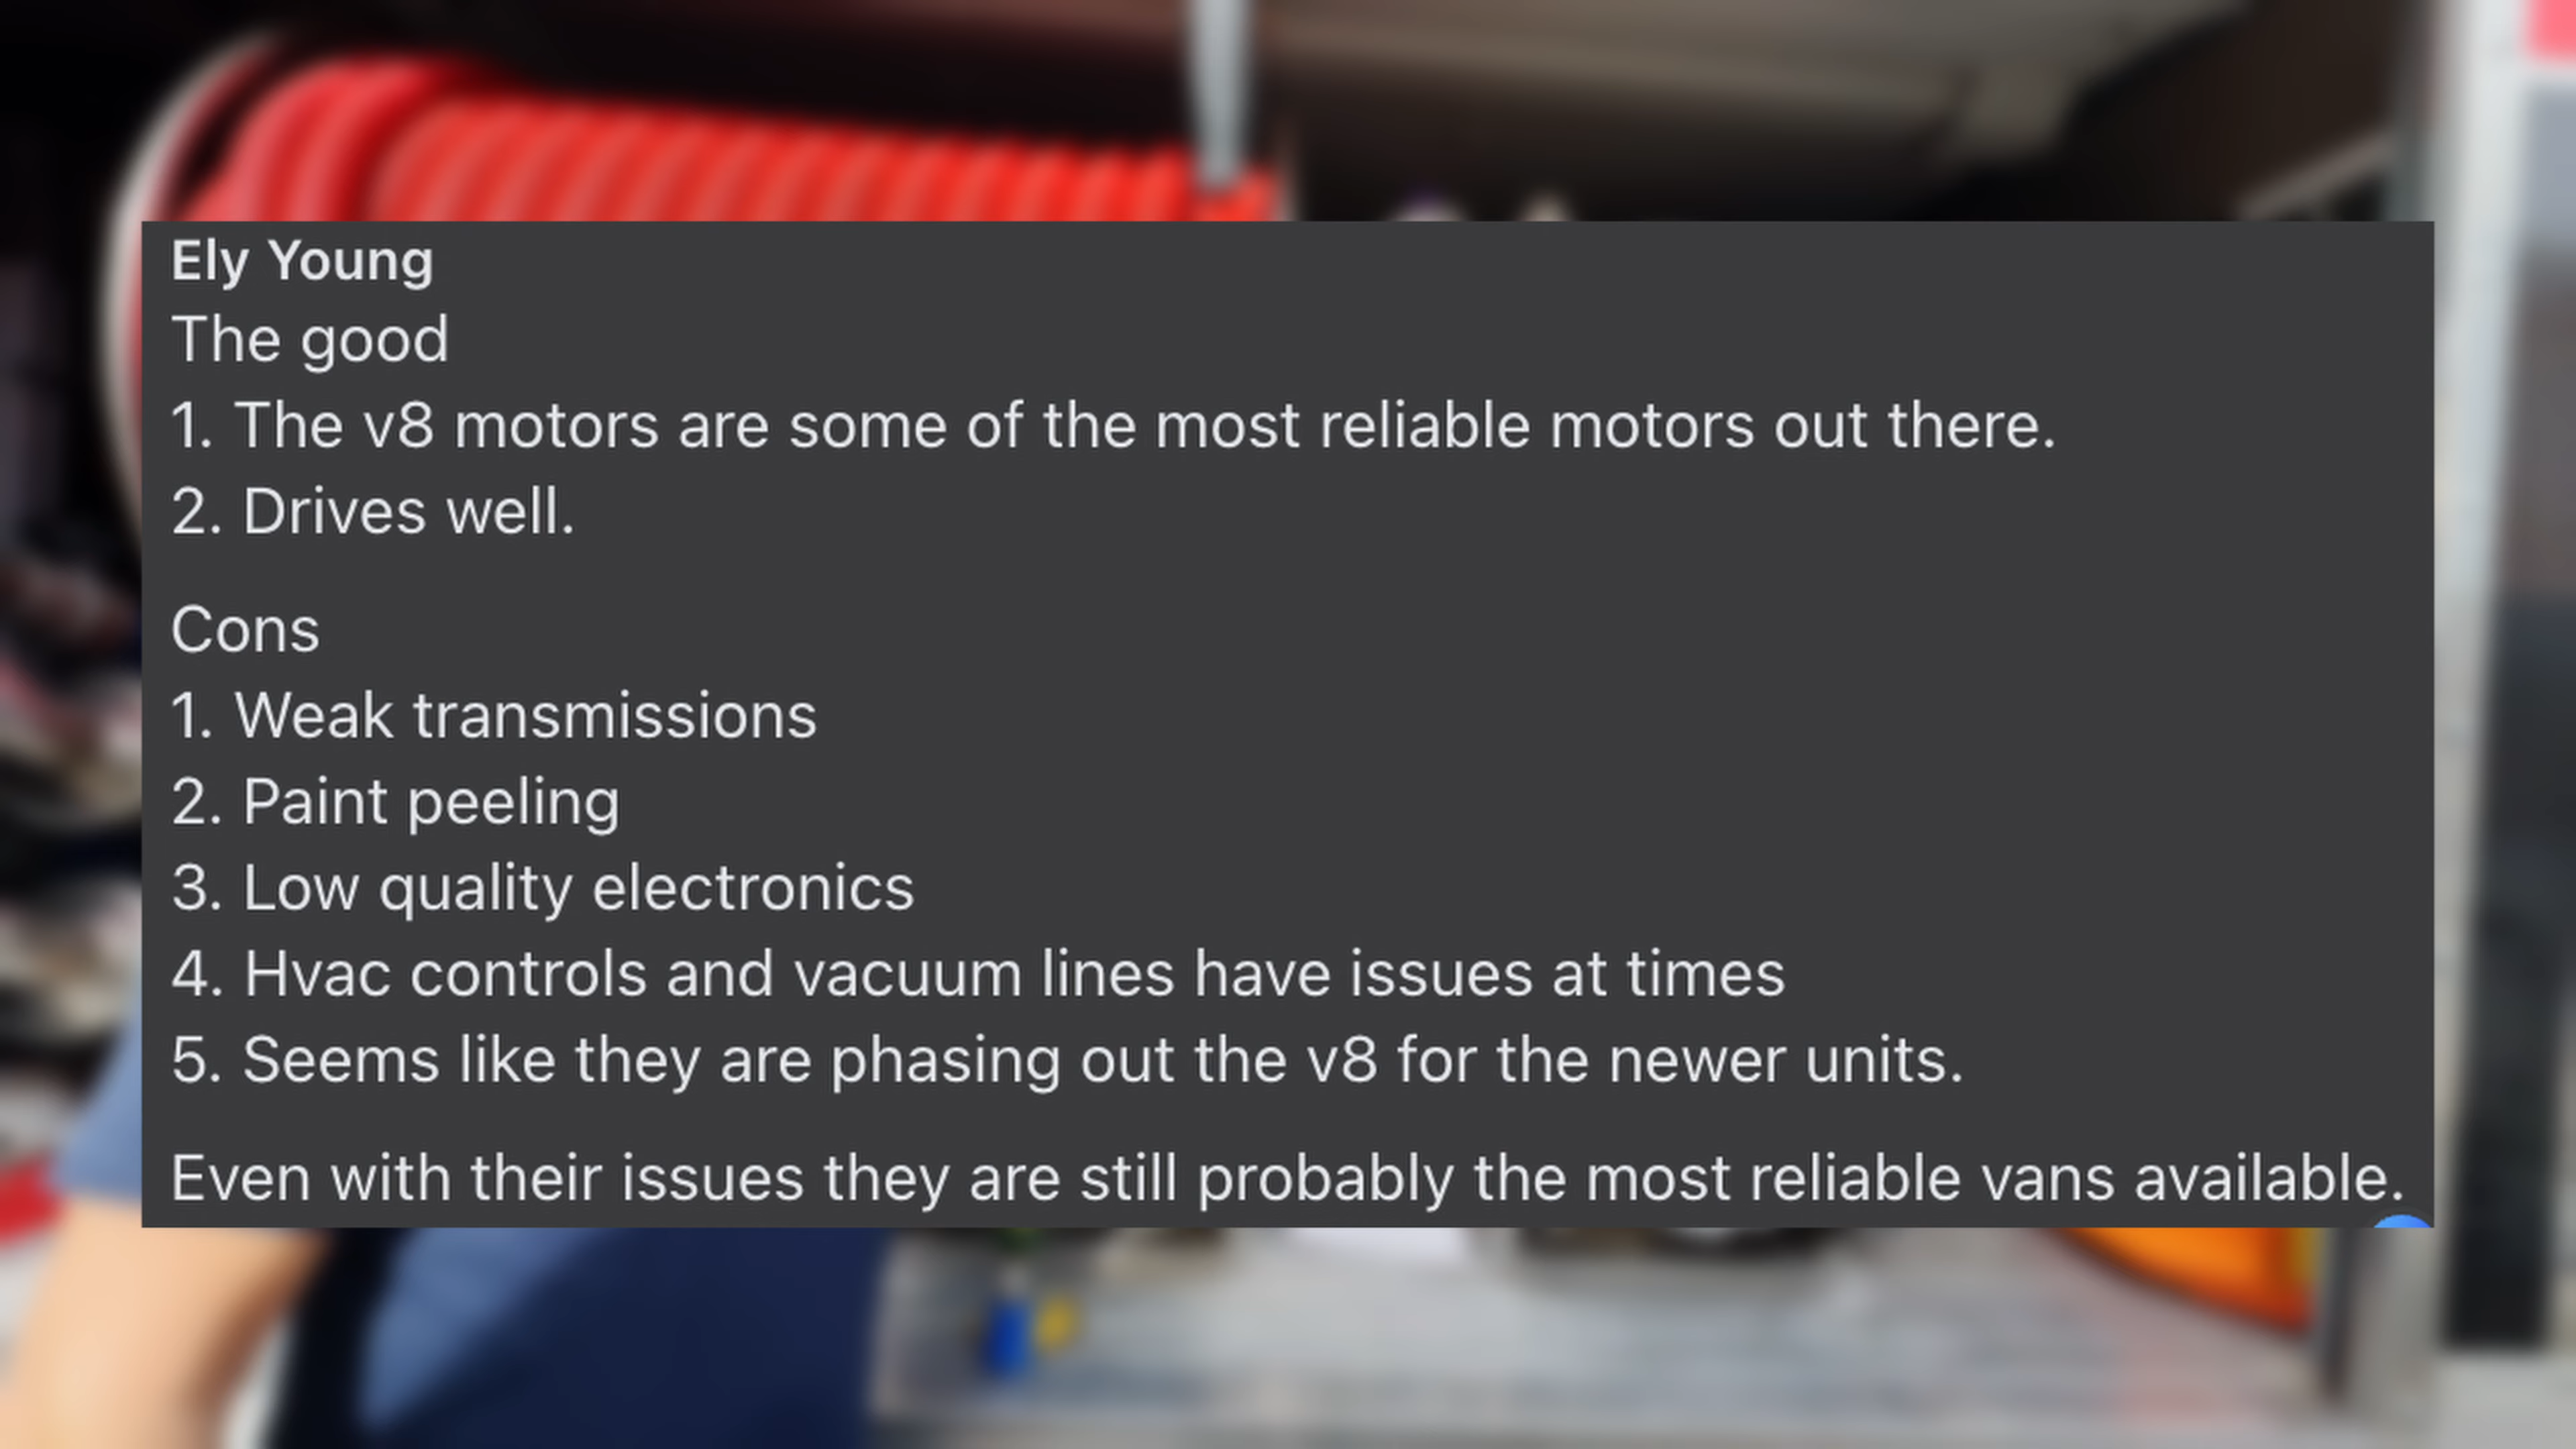 Ely Young
The good
1. The v8 motors are some of the most reliable motors out there.
2. Drives well.
Cons
1. Weak transmissions
2. Paint peeling
3. Low quality electronics
4. Hvac controls and vacuum lines have issues at times
5. Seems like they are phasing out the v8 for the newer units.
Even with their issues they are still probably the most reliable vans available.